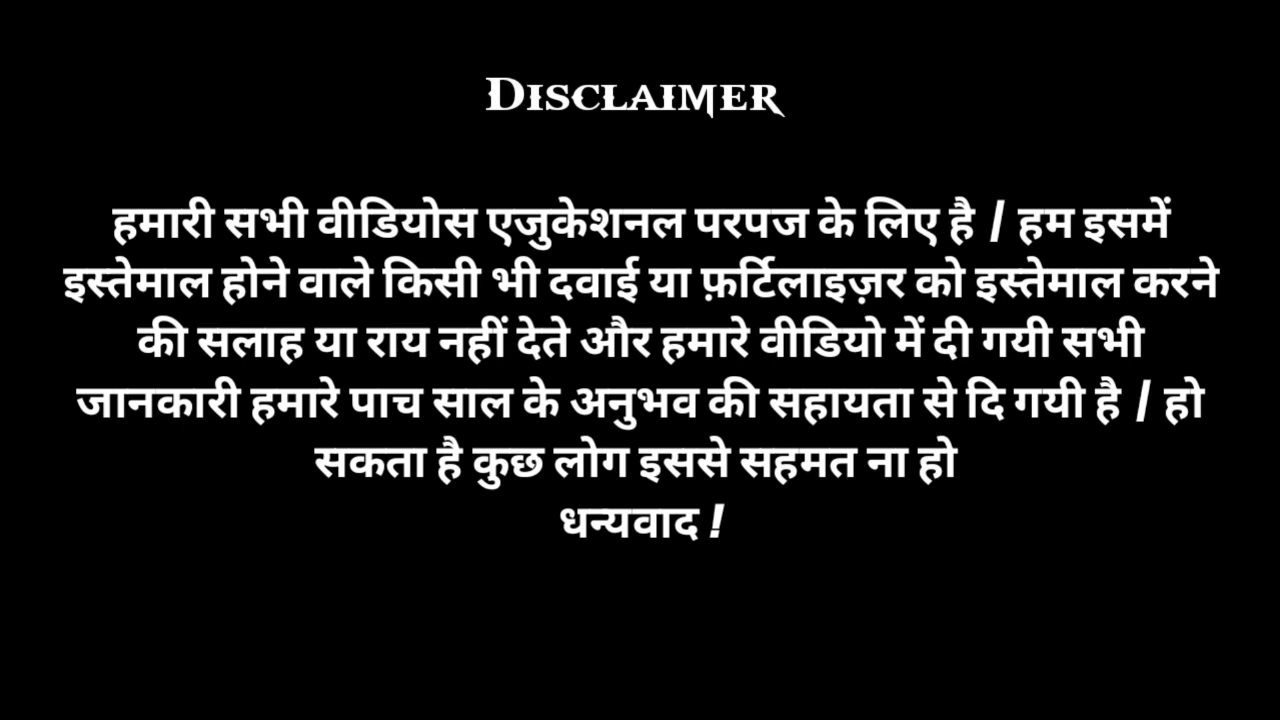 Disclaimer
हमारी सभी वीडियोस एजुकेशनल परपज के लिए है / हम इसमें
इस्तेमाल होने वाले किसी भी दवाई या फ़र्टिलाइज़र को इस्तेमाल करने
की सलाह या राय नहीं देते और हमारे वीडियो में दी गयी सभी
जानकारी हमारे पाच साल के अनुभव की सहायता से दि गयी है / हो
सकता है कुछ लोग इससे सहमत ना हो
धन्यवाद !